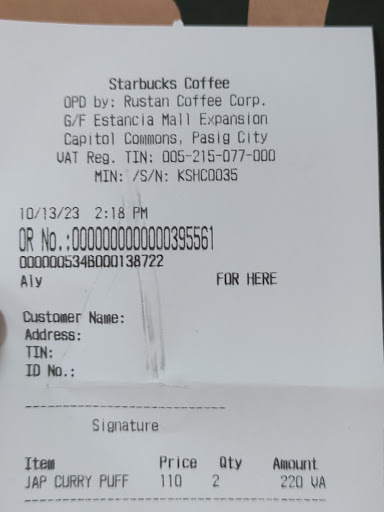 Starbucks Coffee
OPD by: Rustan Coffee Corp.
G/F Estancia Mall Expansion
Capitol Commons, Pasig City
VAT Reg. TIN: 005-215-077-000
MIN: /S/N: KSHC0035
10/13/23 2:18 PM
OR No.:0000000000000395561
0000005348000138722
Aly FOR HERE
Customer Name:
Address:
TIN:
ID No.:
Signature
Item Price Qty Amount
JAP CURRY PUFF 110 2 220 VA